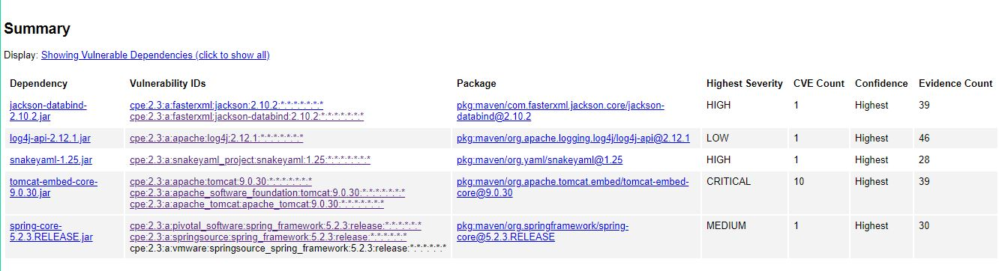 Summary
Display: Showing Vulnerable Dependencies (click to show all)
Dependency Vulnerability IDs Package Highest Severity CVE Count Confidence Evidence Count
jackson-databind- cpe:2.3:a:fasterxml:jackson:2.10.2:*:*:*:*:*:*:* pkg:maven/com.fasterxml.jackson.core/jackson- HIGH 1 Highest 39
2.10.2.jar cpe:2.3:a:fasterxml:jackson-databind:2.10.2:*:*:*:*:*:*:* databind@2.10.2
log4j-api-2.12.1.jar cpe:2.3:a:apache:log4j:2.12.1:*:*:*:*:*:*:* pkg:maven/org.apache.logging.log4j/log4j-api@2.12.1 LOW 1 Highest 46
snakeyaml-1.25.jar cpe:2.3:a:snakeyaml_project:snakeyaml:1.25:*:*:*:*:*:*:* pkg:maven/org.yaml/snakeyaml@1.25 HIGH 1 Highest 28
tomcat-embed-core- cpe:2.3:a:apache:tomcat:9.0.30:*:*:*:*:*:*:* pkg:maven/org.apache.tomcat.embed/tomcat-embed- CRITICAL 10 Highest 39
9.0.30.jar cpe:2.3:a:apache_software_foundation:tomcat:9.0.30:*:*:*:*:*:*:* core@9.0.30
cpe:2.3:a:apache_tomcat:apache_tomcat:9.0.30:*:*:*:*:*:*:*
spring-core- cpe:2.3:a:pivotal_software:spring_framework:5.2.3:release:*:*:*:*:*:* pkg:maven/org.springframework/spring- MEDIUM 1 Highest 30
5.2.3.RELEASE.jar cpe:2.3:a:springsource:spring_framework:5.2.3:release:*:*:*:*:*:* core@5.2.3.RELEASE
cpe:2.3:a:vmware:springsource_spring_framework:5.2.3:release:*:*:*:*:*:*